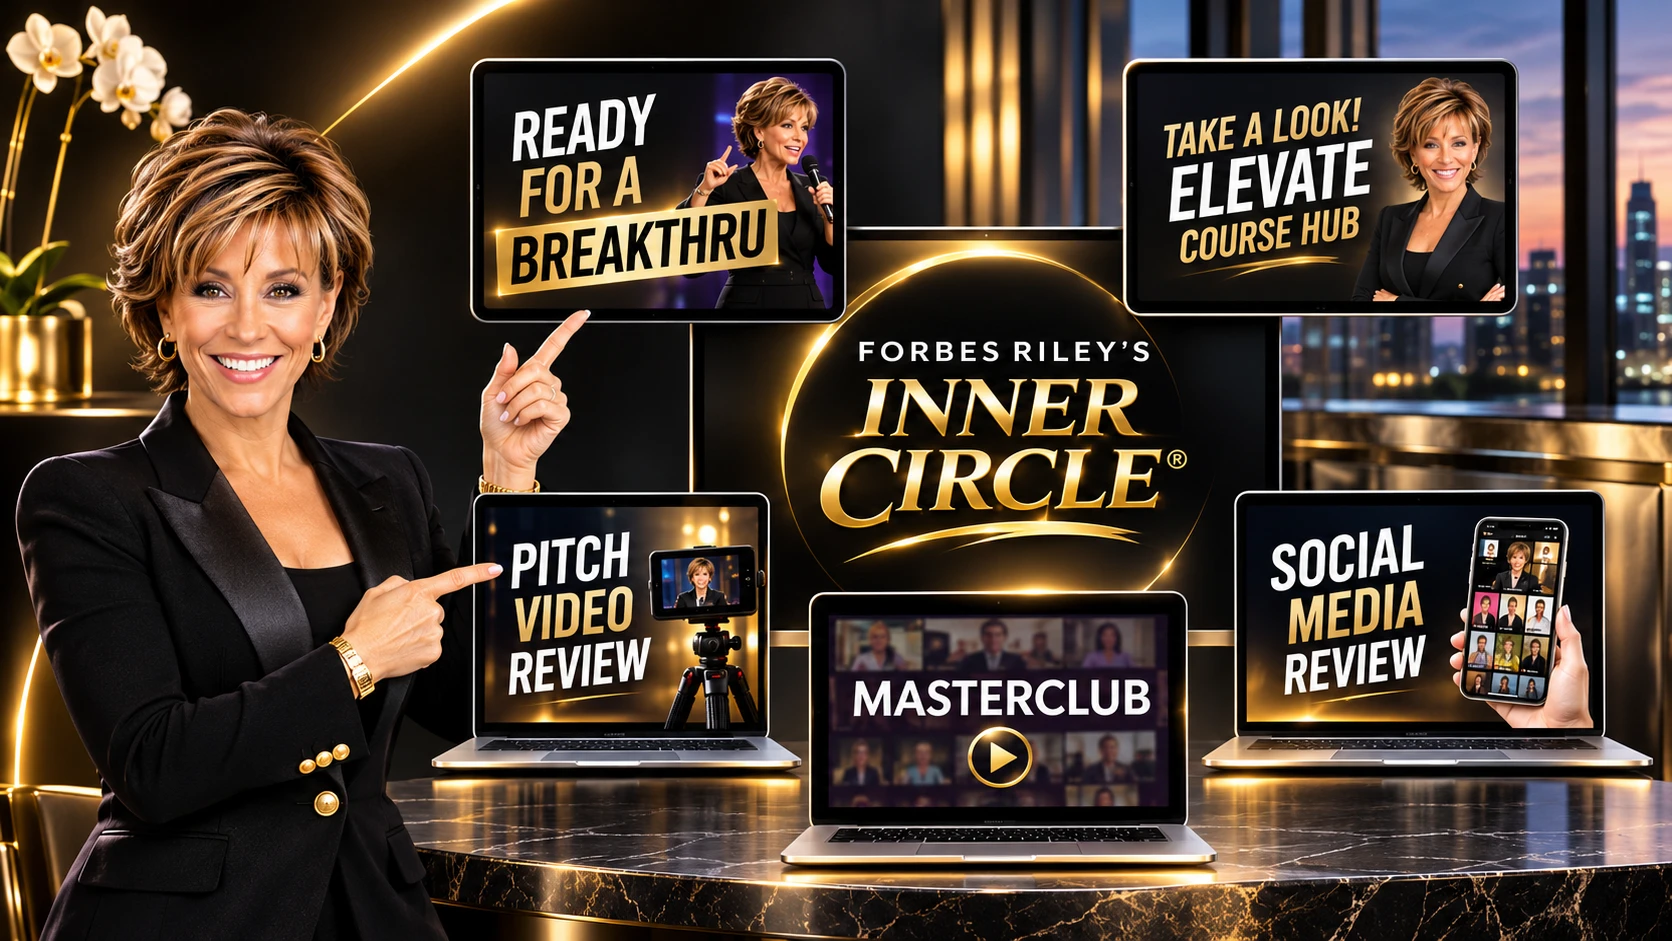 READY
FOR A
BREAKTHRU
TAKE A LOOK!
ELEVATE
COURSE HUB
FORBES RILEY'S
INNER
CIRCLE®
PITCH
VIDEO
REVIEW
MASTERCLUB
SOCIAL
MEDIA
REVIEW